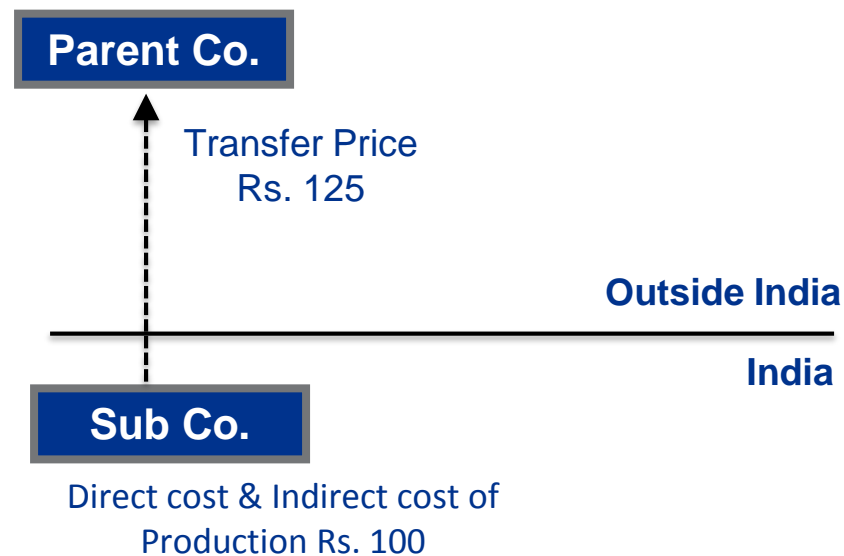 Parent Co.
Transfer Price
Rs. 125
Outside India
India
Sub Co.
Direct cost & Indirect cost of
Production Rs. 100